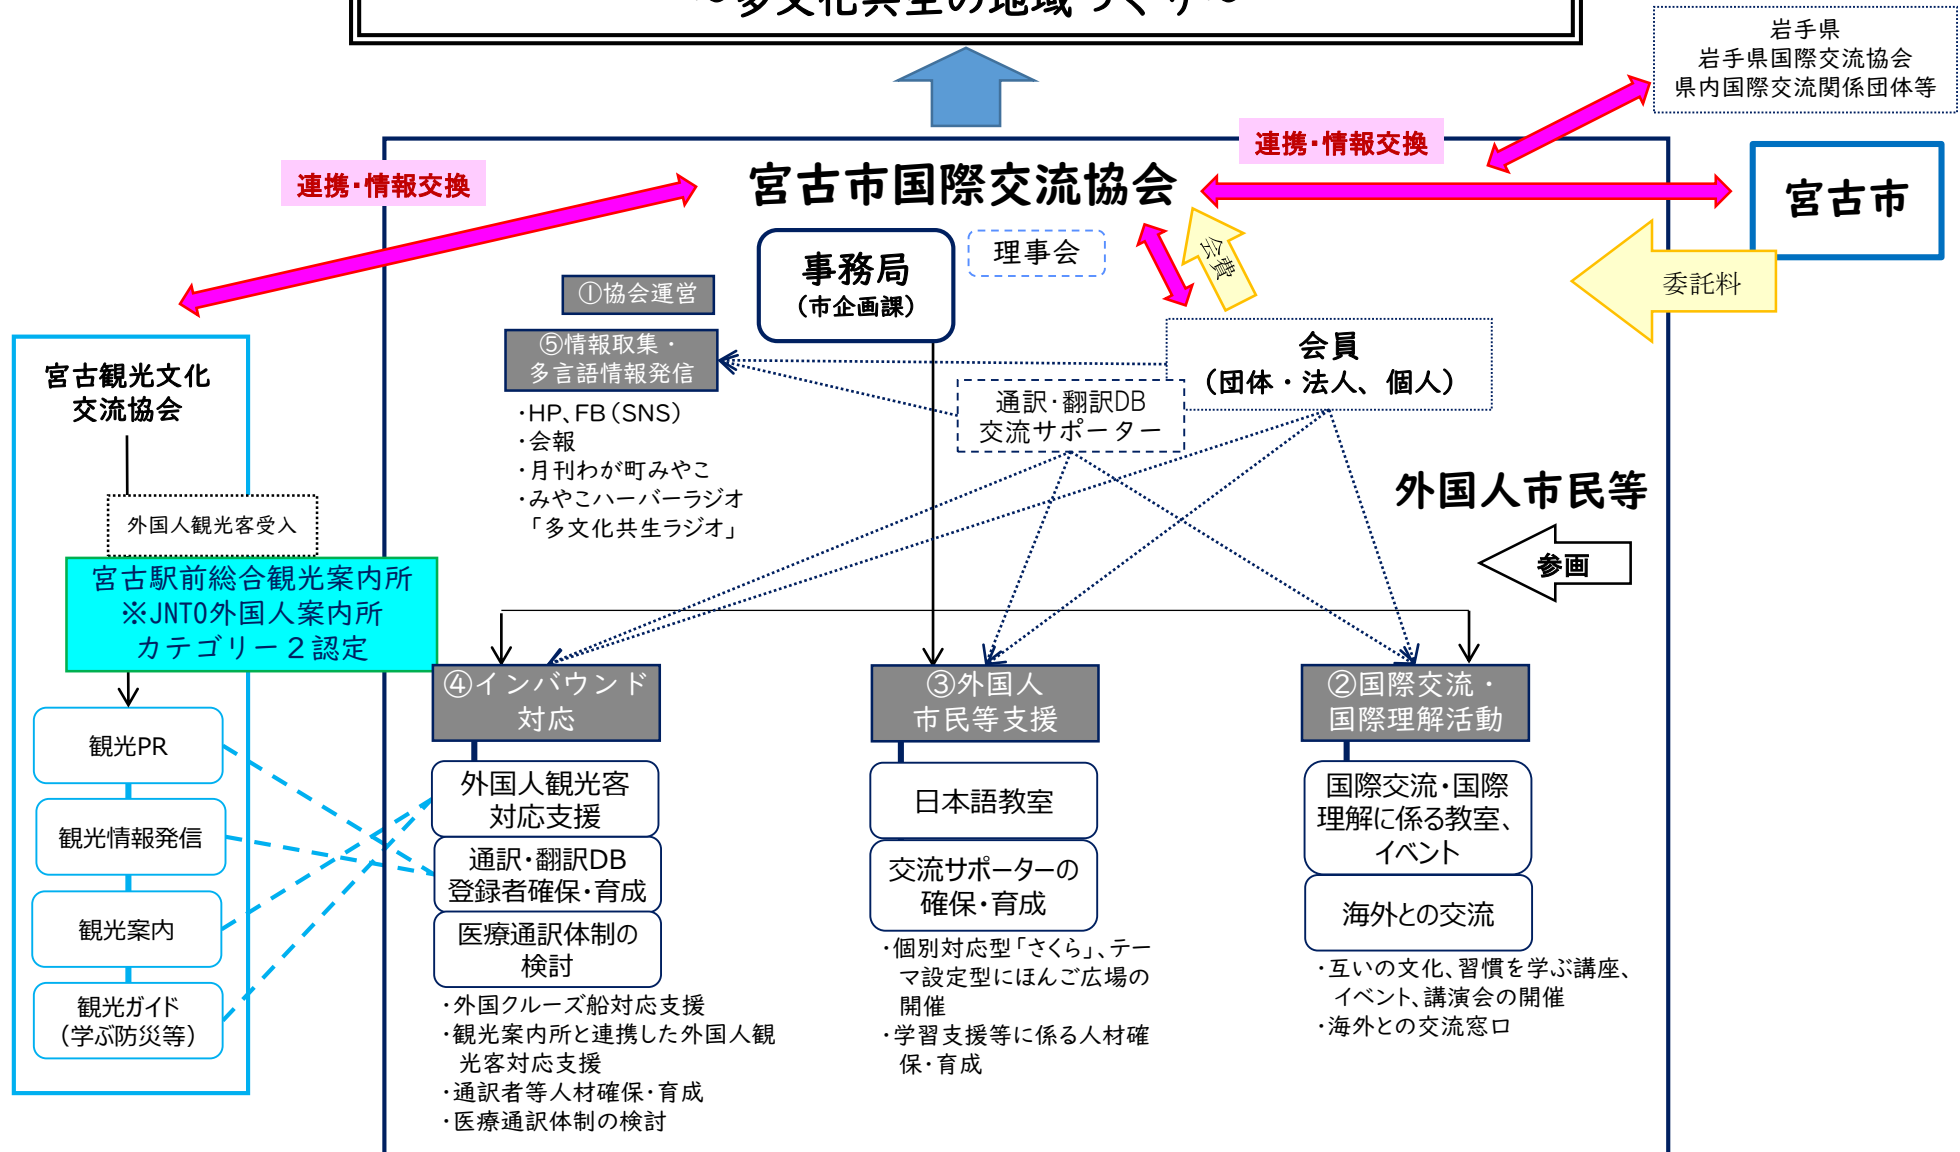 ～多文化共生の地域づくり～
岩手県
岩手県国際交流協会
県内国際交流関係団体等
連携・情報交換
連携・情報交換
宮古市国際交流協会
宮古市
事務局
（市企画課）
理事会
会費
委託料
①協会運営
⑤情報取集・
多言語情報発信
・HP、FB（SNS）
・会報
・月刊わが町みやこ
・みやこハーバーラジオ
「多文化共生ラジオ」
会員
（団体・法人、個人）
通訳・翻訳DB
交流サポーター
外国人市民等
参画
宮古観光文化
交流協会
外国人観光客受入
宮古駅前総合観光案内所
※JNTO外国人案内所
カテゴリー２認定
観光PR
観光情報発信
観光案内
観光ガイド
（学ぶ防災等）
④インバウンド
対応
外国人観光客
対応支援
通訳・翻訳DB
登録者確保・育成
医療通訳体制の
検討
・外国クルーズ船対応支援
・観光案内所と連携した外国人観
光客対応支援
・通訳者等人材確保・育成
・医療通訳体制の検討
③外国人
市民等支援
日本語教室
交流サポーターの
確保・育成
・個別対応型「さくら」、テー
マ設定型にほんご広場の
開催
・学習支援等に係る人材確
保・育成
②国際交流・
国際理解活動
国際交流・国際
理解に係る教室、
イベント
海外との交流
・互いの文化、習慣を学ぶ講座、
イベント、講演会の開催
・海外との交流窓口